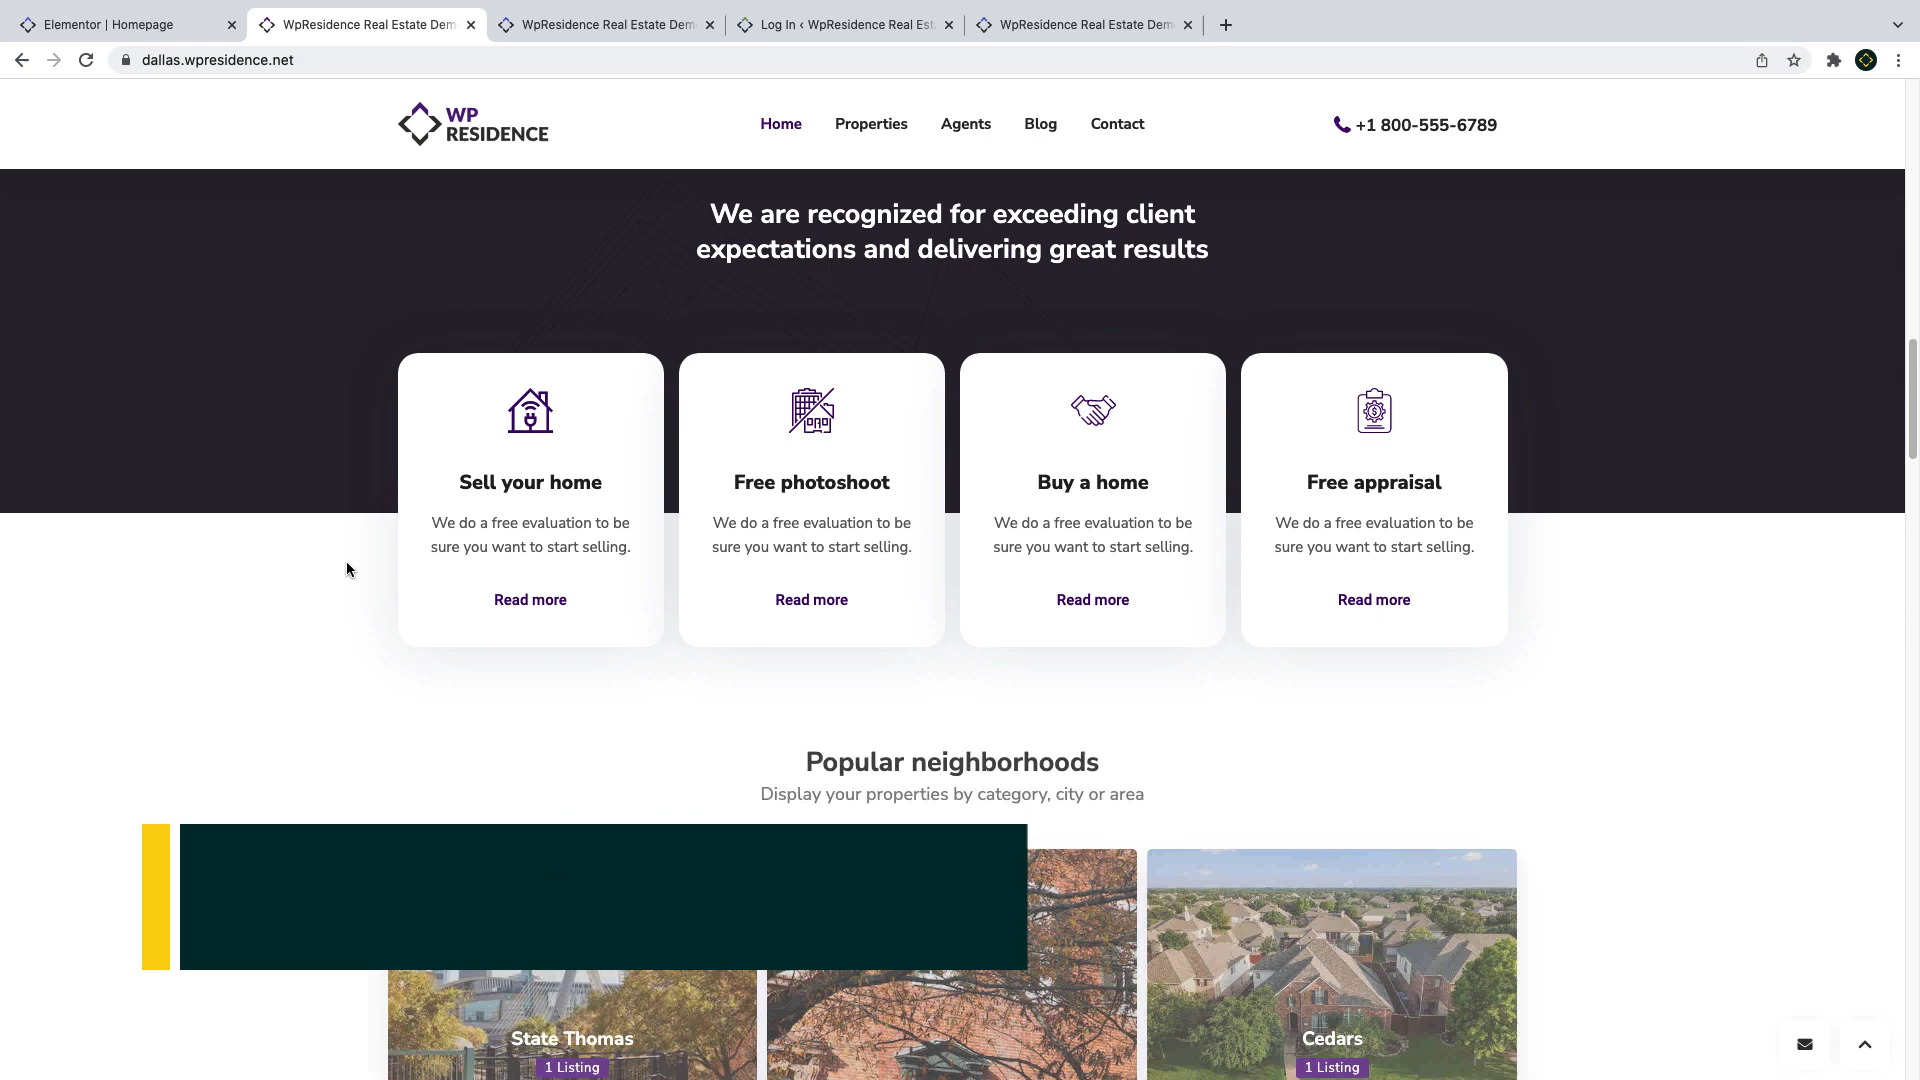 Elementor | Homepage
WpResidence Real Estate Dem
WpResidence Real Estate Dem
Log In ‹ WpResidence Real Est
WpResidence Real Estate Dem
dallas.wpresidence.net
WP
RESIDENCE
Home
Properties
Agents
Blog
Contact
+1 800-555-6789
We are recognized for exceeding client
expectations and delivering great results
Sell your home
We do a free evaluation to be
sure you want to start selling.
Read more
Free photoshoot
We do a free evaluation to be
sure you want to start selling.
Read more
Buy a home
We do a free evaluation to be
sure you want to start selling.
Read more
Free appraisal
We do a free evaluation to be
sure you want to start selling.
Read more
Popular neighborhoods
Display your properties by category, city or area
State Thomas
1 Listing
Cedars
1 Listing